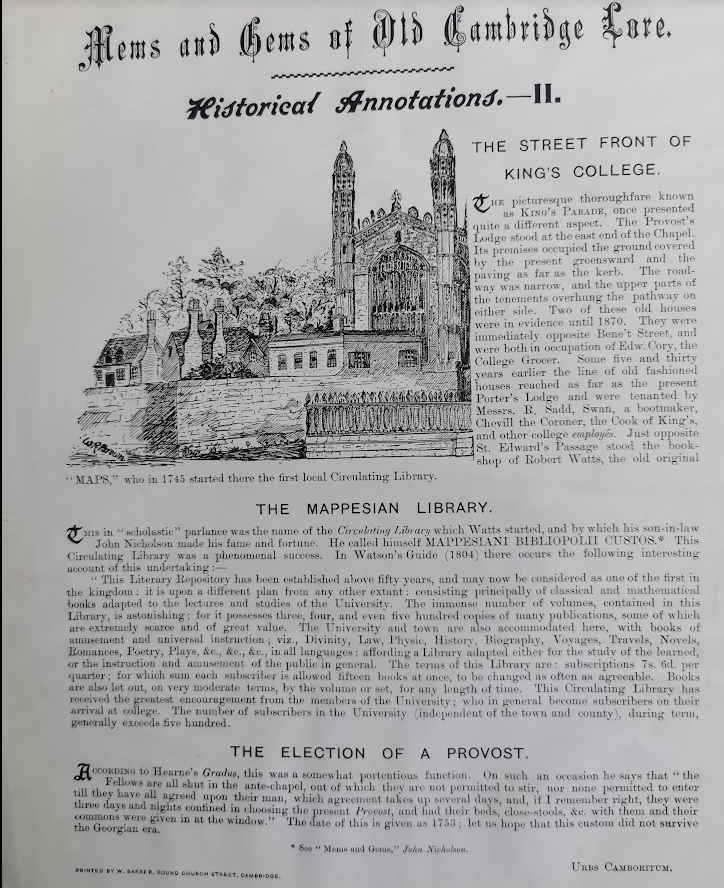 Mems and Gems of Old Cambridge Lore.
Historical Annotations.—II.
THE STREET FRONT OF
KING'S COLLEGE.
THE picturesque thoroughfare known
as KING'S PARADE, once presented
quite a different aspect. The Provost's
Lodge stood at the east end of the Chapel.
Its premises occupied the ground covered
by the present greensward and the
paving as far as the kerb. The road-
way was narrow, and the upper parts of
the tenements overhung the pathway on
either side. Two of these old houses
were in evidence until 1870. They were
immediately opposite Bene't Street, and
were both in occupation of Edw. Cory, the
College Grocer. Some five and thirty
years earlier the line of old fashioned
houses reached as far as the present
Porter's Lodge and were tenanted by
Messrs. R. Sadd, Swan, a bootmaker,
Chevill the Coroner, the Cook of King's,
and other college employés. Just opposite
St. Edward's Passage stood the book-
shop of Robert Watts, the old original
W.R. Brown
"MAPS," who in 1745 started there the first local Circulating Library.
THE MAPPESIAN LIBRARY.
THIS in "scholastic" parlance was the name of the Circulating Library which Watts started, and by which his son-in-law
John Nicholson made his fame and fortune. He called himself MAPPESIANI BIBLIOPOLII CUSTOS.* This
Circulating Library was a phenomenal success. In Watson's Guide (1804) there occurs the following interesting
account of this undertaking:—
"This Literary Repository has been established above fifty years, and may now be considered as one of the first in
the kingdom: it is upon a different plan from any other extant: consisting principally of classical and mathematical
books adapted to the lectures and studies of the University. The immense number of volumes, contained in this
Library, is astonishing; for it possesses three, four, and even five hundred copies of many publications, some of which
are extremely scarce and of great value. The University and town are also accommodated here, with books of
amusement and universal instruction; viz., Divinity, Law, Physic, History, Biography, Voyages, Travels, Novels,
Romances, Poetry, Plays, &c., &c., &c., in all languages: affording a Library adapted either for the study of the learned,
or the instruction and amusement of the public in general. The terms of this Library are: subscriptions 7s. 6d. per
quarter; for which sum each subscriber is allowed fifteen books at once, to be changed as often as agreeable. Books
are also let out, on very moderate terms, by the volume or set, for any length of time. This Circulating Library has
received the greatest encouragement from the members of the University; who in general become subscribers on their
arrival at college. The number of subscribers in the University (independent of the town and county), during term,
generally exceeds five hundred.
THE ELECTION OF A PROVOST.
ACCORDING to Hearne's Gradus, this was a somewhat portentious function. On such an occasion he says that "the
Fellows are all shut in the ante-chapel, out of which they are not permitted to stir, nor none permitted to enter
till they have all agreed upon their man, which agreement takes up several days, and, if I remember right, they were
three days and nights confined in choosing the present Provost, and had their beds, close-stools, &c. with them and their
commons were given in at the window." The date of this is given as 1753; let us hope that this custom did not survive
the Georgian era.
* See "Mems and Gems," John Nicholson.
URBS CAMBORITUM.
PRINTED BY W. BARBER, ROUND CHURCH STREET, CAMBRIDGE.